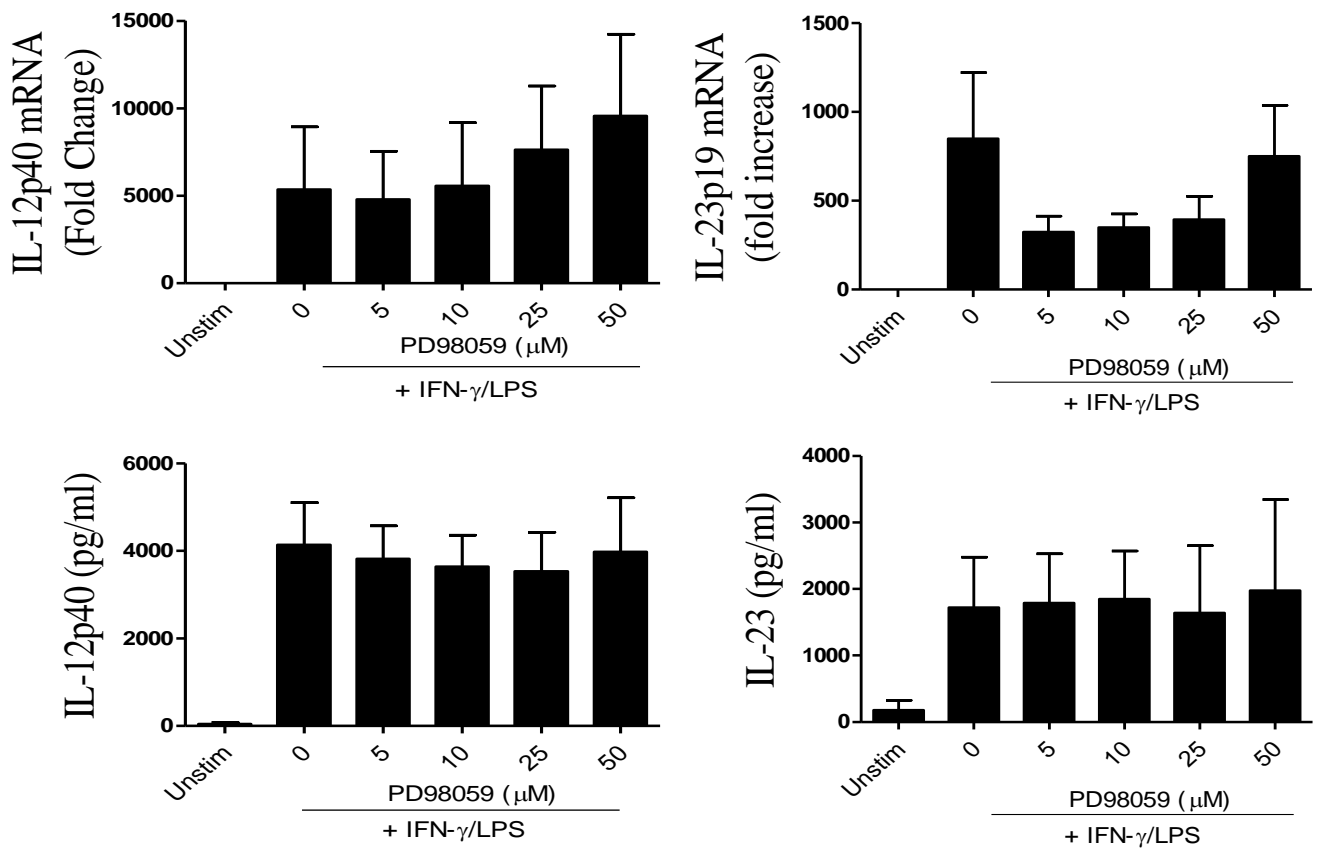 IL-12p40 mRNA
(Fold Change)
15000
10000
5000
0
Unstim
0
5
10
25
50
PD98059 (μM)
+ IFN-γ/LPS
IL-23p19 mRNA
(fold increase)
1500
1000
500
0
Unstim
0
5
10
25
50
PD98059 (μM)
+ IFN-γ/LPS
IL-12p40 (pg/ml)
6000
4000
2000
0
Unstim
0
5
10
25
50
PD98059 (μM)
+ IFN-γ/LPS
IL-23 (pg/ml)
4000
3000
2000
1000
0
Unstim
0
5
10
25
50
PD98059 (μM)
+ IFN-γ/LPS